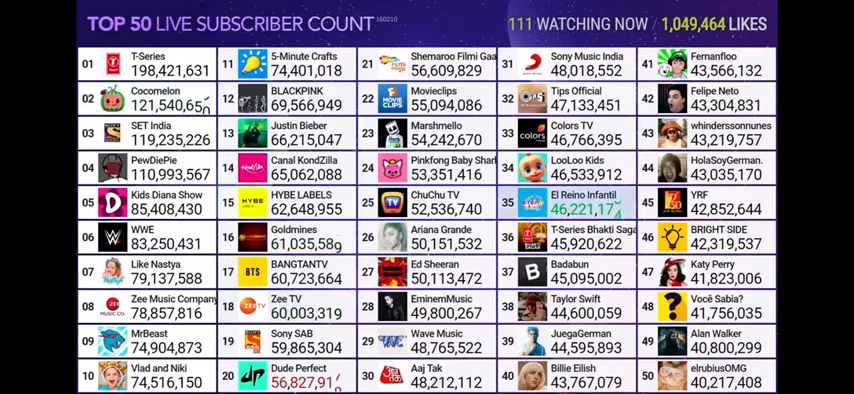 TOP 50 LIVE SUBSCRIBER COUNT 160210
111 WATCHING NOW / 1,049,464 LIKES
01 T-Series
198,421,631
02 Cocomelon
121,540,65
03 SET India
119,235,226
04 PewDiePie
110,993,567
05 Kids Diana Show
85,408,430
06 WWE
83,250,431
07 Like Nastya
79,137,588
08 Zee Music Company
78,857,816
09 MrBeast
74,904,873
10 Vlad and Niki
74,516,150
11 5-Minute Crafts
74,401,018
12 BLACKPINK
69,566,949
13 Justin Bieber
66,215,047
14 Canal KondZilla
65,062,088
15 HYBE LABELS
62,648,955
16 Goldmines
61,035,58
17 BANGTANTV
60,723,664
18 Zee TV
60,003,319
19 Sony SAB
59,865,304
20 Dude Perfect
56,827,91
21 Shemaroo Filmi Gaa
56,609,829
22 Movieclips
55,094,086
23 Marshmello
54,242,670
24 Pinkfong Baby Shark
53,351,416
25 ChuChu TV
52,536,740
26 Ariana Grande
50,151,532
27 Ed Sheeran
50,113,472
28 EminemMusic
49,800,267
29 Wave Music
48,765,522
30 Aaj Tak
48,212,112
31 Sony Music India
48,018,552
32 Tips Official
47,133,451
33 Colors TV
46,766,395
34 LooLoo Kids
46,533,912
35 El Reino Infantil
46,221,17
36 T-Series Bhakti Saga
45,920,622
37 Badabun
45,095,002
38 Taylor Swift
44,600,059
39 JuegaGerman
44,595,893
40 Billie Eilish
43,767,079
41 Fernanfloo
43,566,132
42 Felipe Neto
43,304,831
43 whinderssonnunes
43,219,757
44 HolaSoyGerman.
43,035,170
45 YRF
42,852,644
46 BRIGHT SIDE
42,319,537
47 Katy Perry
41,823,006
48 Você Sabia?
41,756,035
49 Alan Walker
40,800,299
50 elrubiusOMG
40,217,408